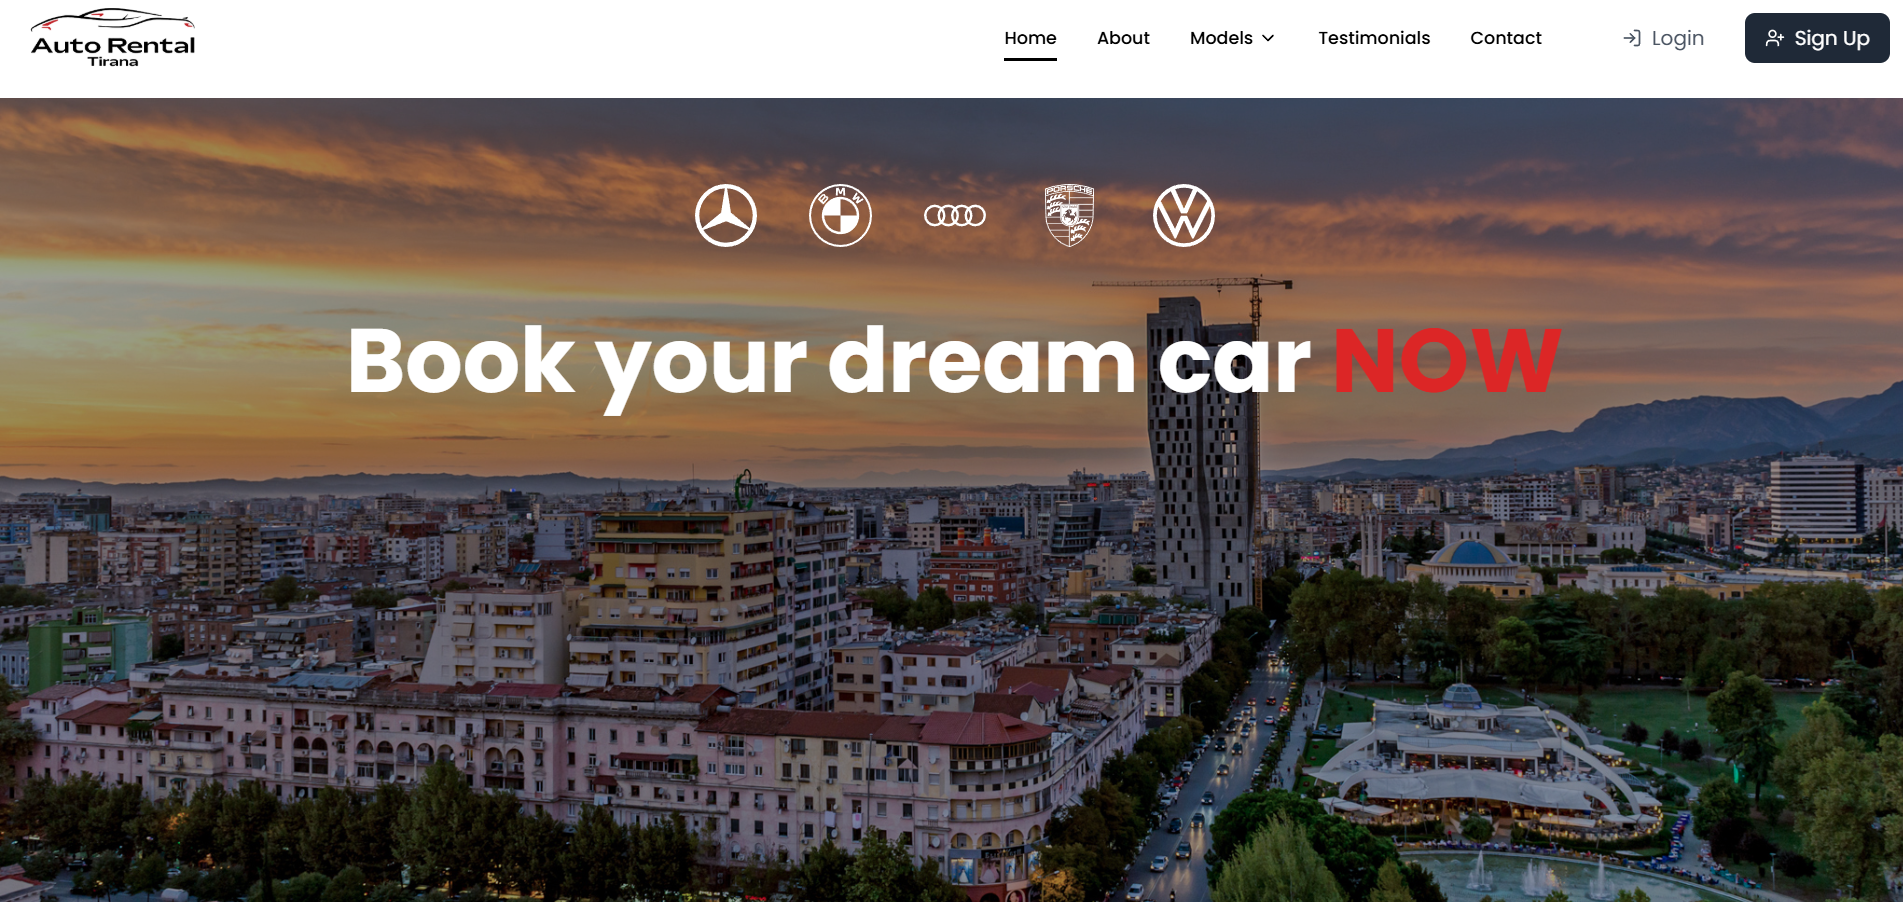 Auto Rental
Tirana
Home
About
Models
Testimonials
Contact
Login
Sign Up
BMW
PORSCHE
Book your dream car NOW